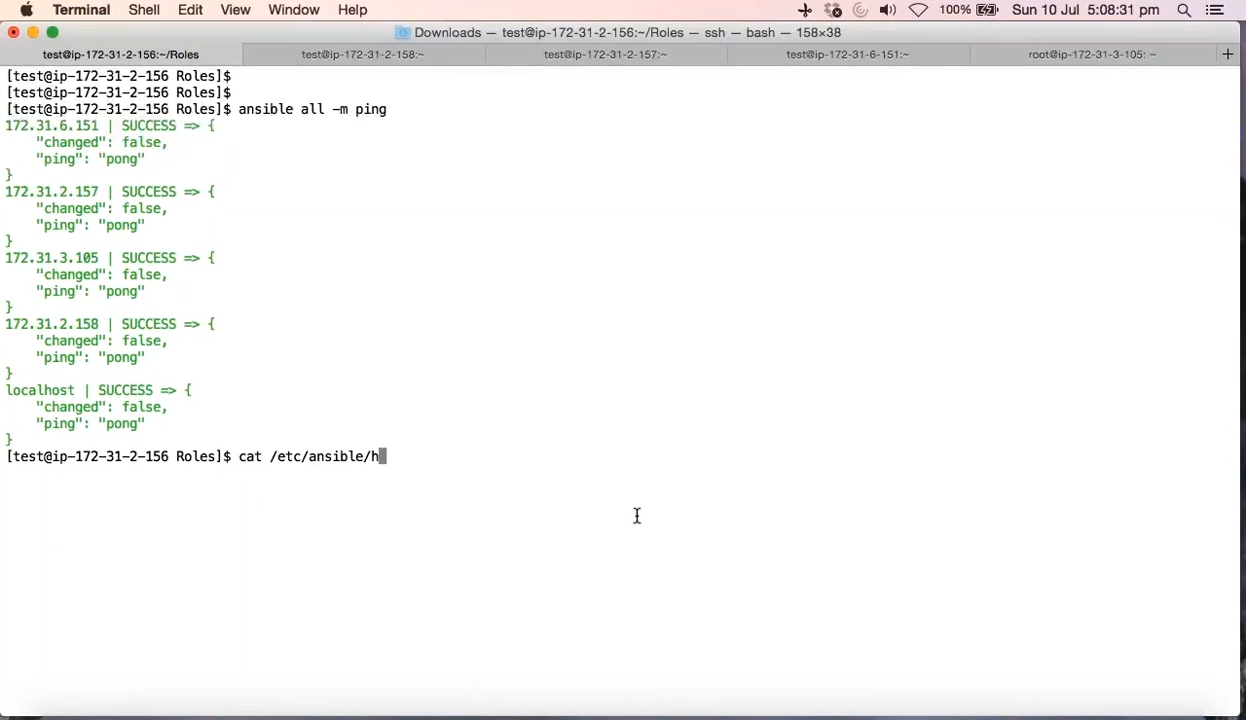 Terminal Shell Edit View Window Help 100% Sun 10 Jul 5:08:31 pm
Downloads — test@ip-172-31-2-156:~/Roles — ssh — bash — 158×38
test@ip-172-31-2-156:~/Roles test@ip-172-31-2-158:~ test@ip-172-31-2-157:~ test@ip-172-31-6-151:~ root@ip-172-31-3-105: ~ +
[test@ip-172-31-2-156 Roles]$
[test@ip-172-31-2-156 Roles]$
[test@ip-172-31-2-156 Roles]$ ansible all -m ping
172.31.6.151 | SUCCESS => {
    "changed": false,
    "ping": "pong"
}
172.31.2.157 | SUCCESS => {
    "changed": false,
    "ping": "pong"
}
172.31.3.105 | SUCCESS => {
    "changed": false,
    "ping": "pong"
}
172.31.2.158 | SUCCESS => {
    "changed": false,
    "ping": "pong"
}
localhost | SUCCESS => {
    "changed": false,
    "ping": "pong"
}
[test@ip-172-31-2-156 Roles]$ cat /etc/ansible/h